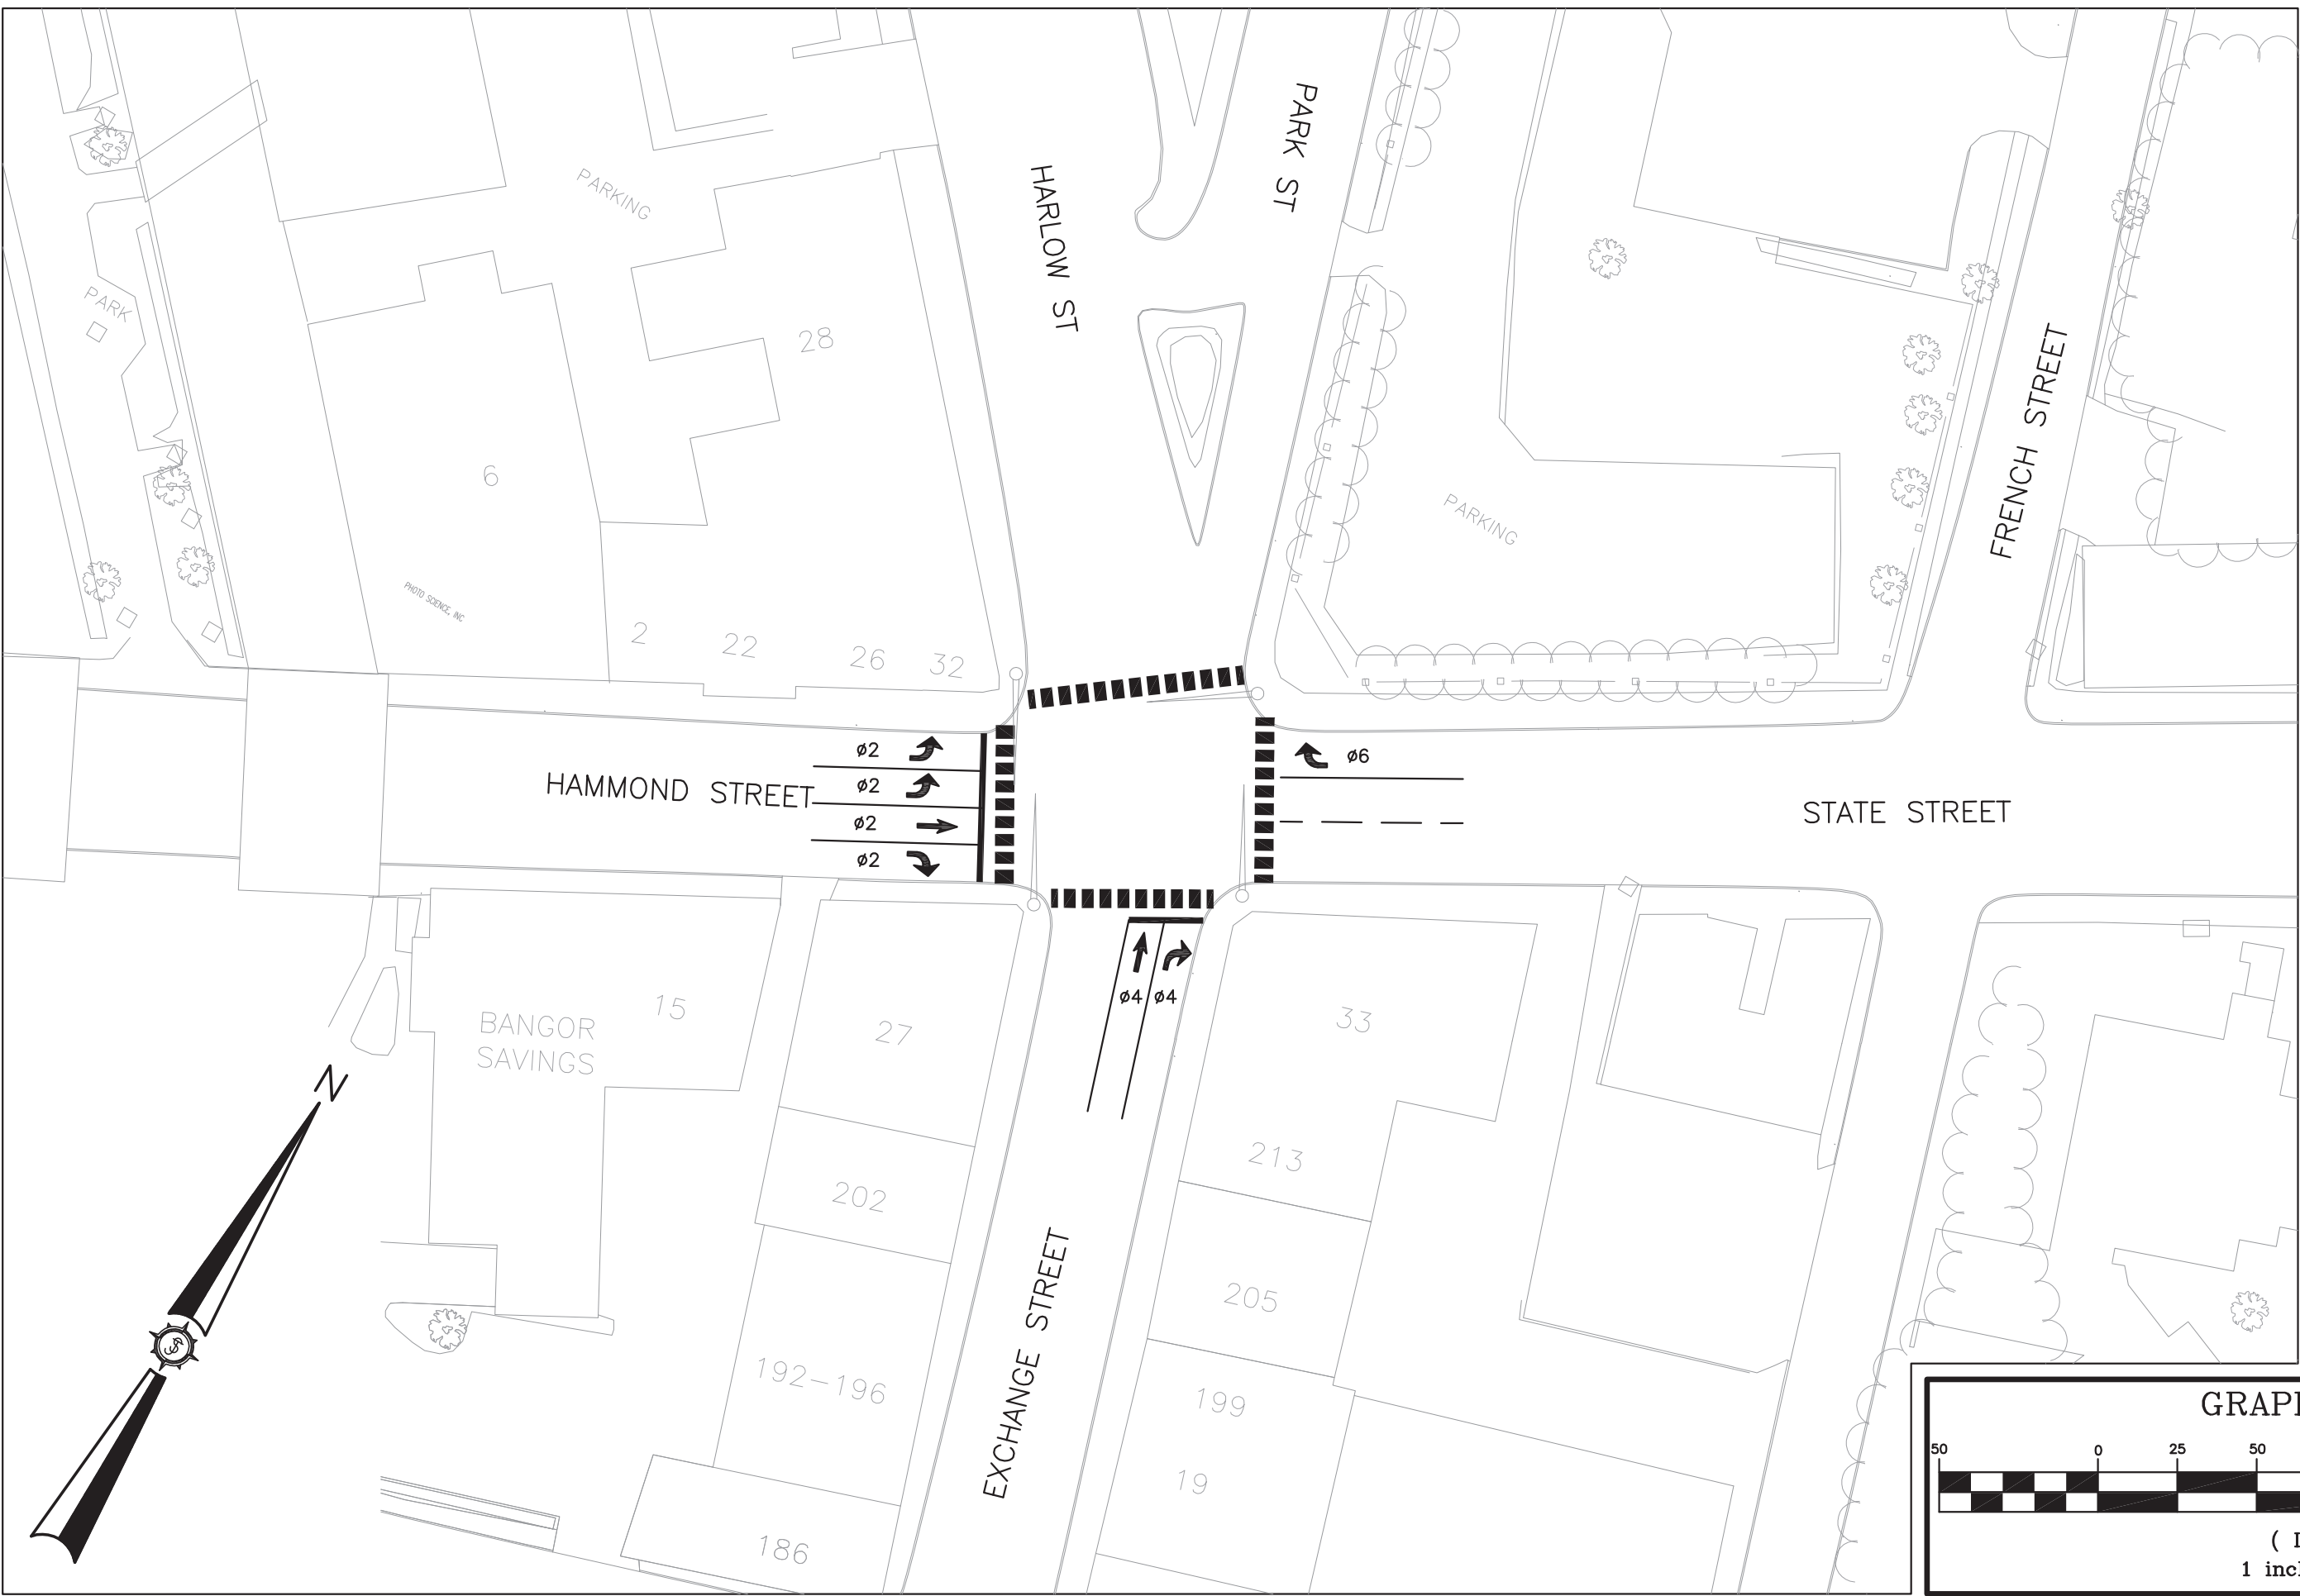 PARK ST
HARLOW ST
PARKING
PARK
28
FRENCH STREET
6
PARKING
PHOTO SCIENCE, INC
2
22
26
32
ø2
ø2
ø2
ø2
HAMMOND STREET
ø6
STATE STREET
ø4 ø4
BANGOR
SAVINGS
15
27
33
N
213
202
205
EXCHANGE STREET
192-196
199
19
186
50 0 25 50
1